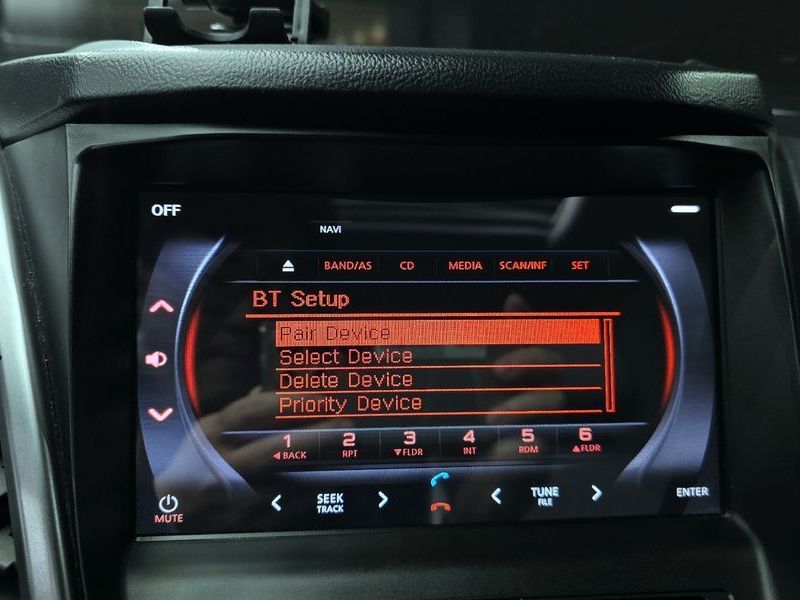 OFF
NAVI
BAND/AS CD MEDIA SCAN/INF SET
BT Setup
Pair Device
Select Device
Delete Device
Priority Device
1 2 3 4 5 6
◀BACK RPT ▼FLDR INT RDM ▲FLDR
SEEK TUNE ENTER
TRACK FILE
MUTE